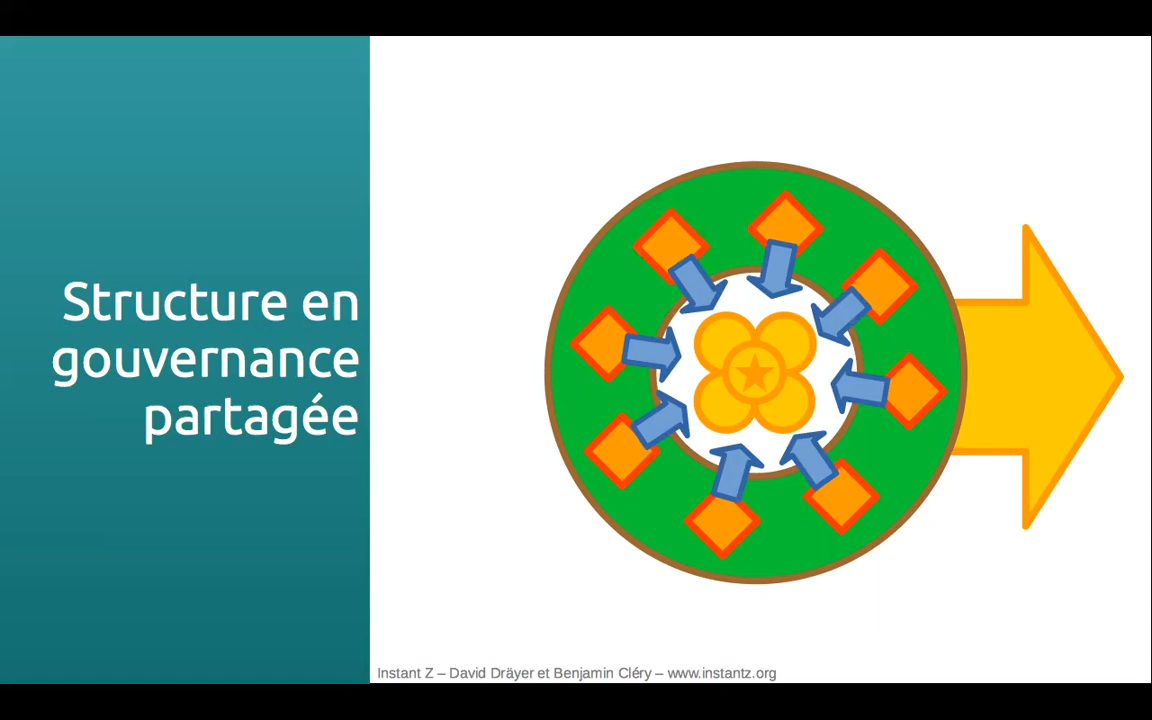 Structure en
gouvernance
partagée
Instant Z – David Dräyer et Benjamin Cléry – www.instantz.org